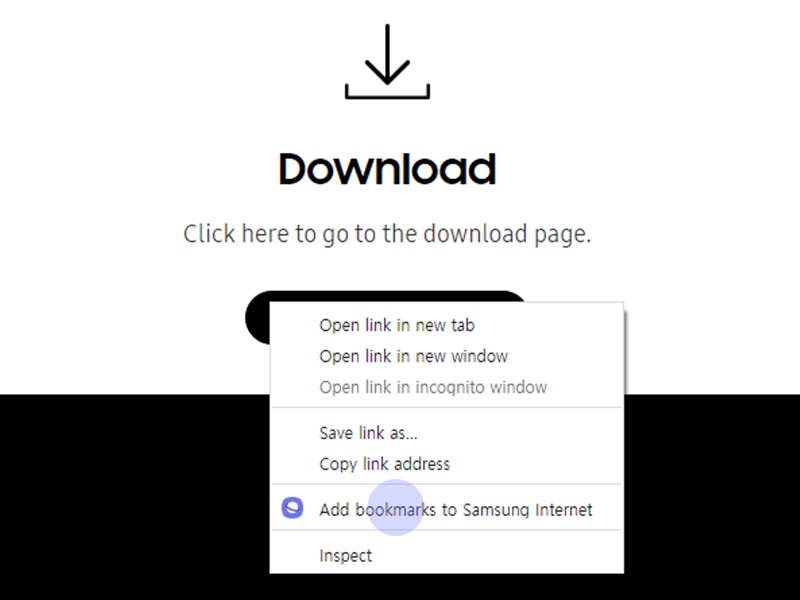 Download
Click here to go to the download page.
Open link in new tab
Open link in new window
Open link in incognito window
Save link as...
Copy link address
Add bookmarks to Samsung Internet
Inspect